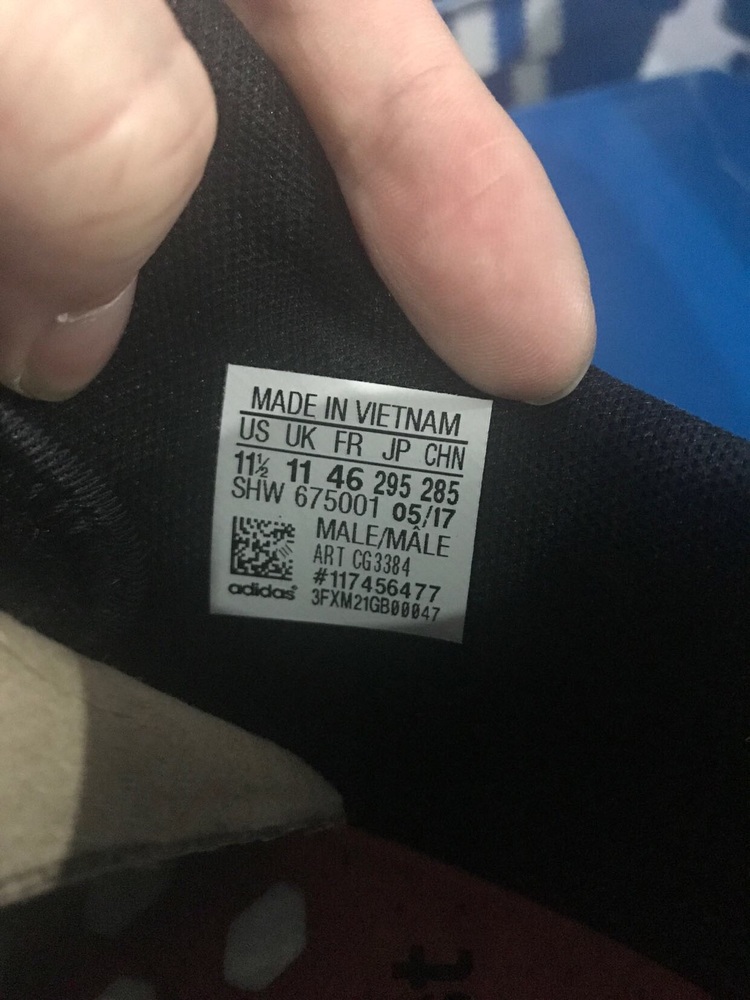 MADE IN VIETNAM
US UK FR JP CHN
11½ 11 46 295 285
SHW 675001 05/17
MALE/MÂLE
ART CG3384
#117456477
adidas 3FXM21GB00047